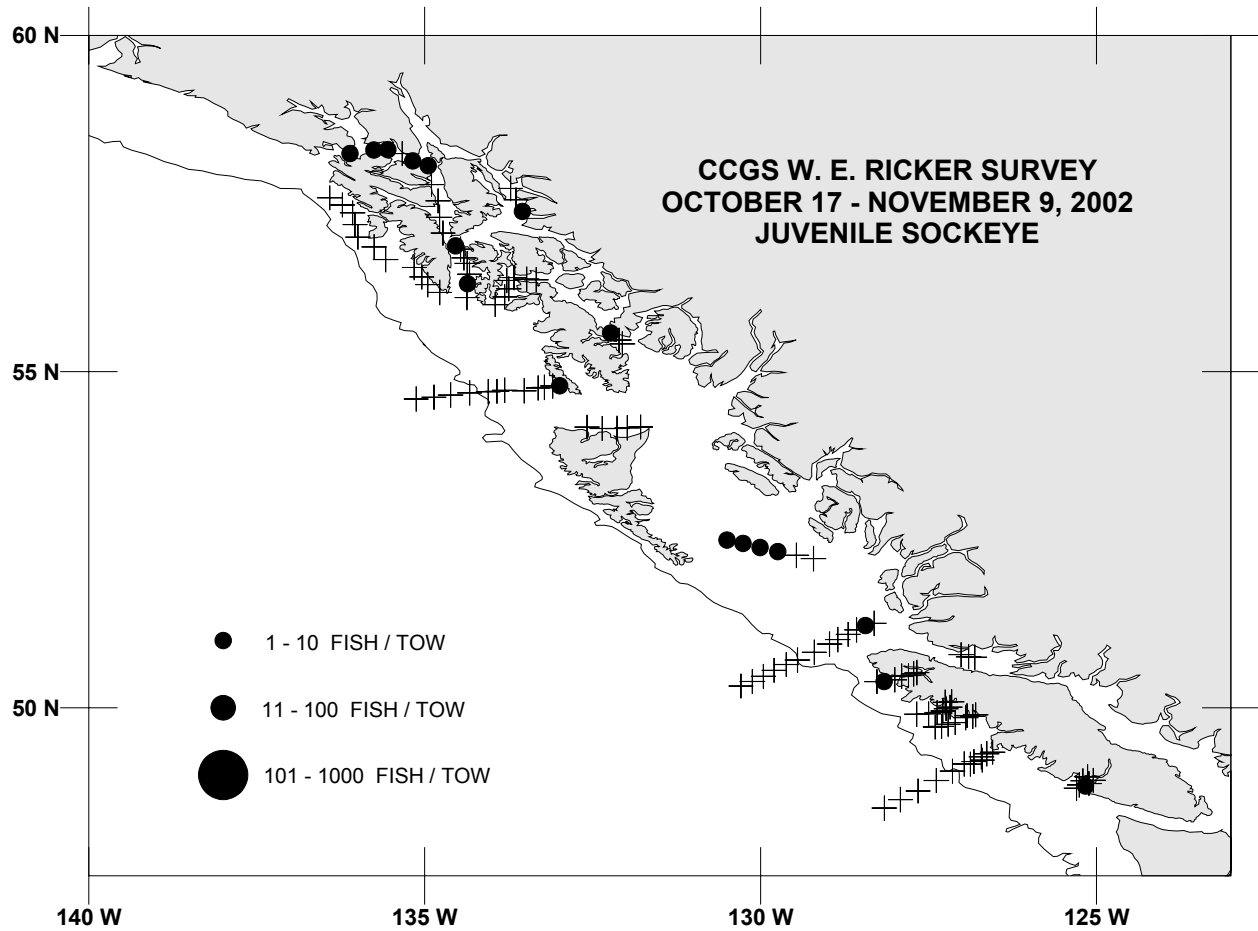 60 N
CCGS W. E. RICKER SURVEY
OCTOBER 17 - NOVEMBER 9, 2002
JUVENILE SOCKEYE
55 N
1 - 10 FISH / TOW
11 - 100 FISH / TOW
50 N
101 - 1000 FISH / TOW
140 W
135 W
130 W
125 W